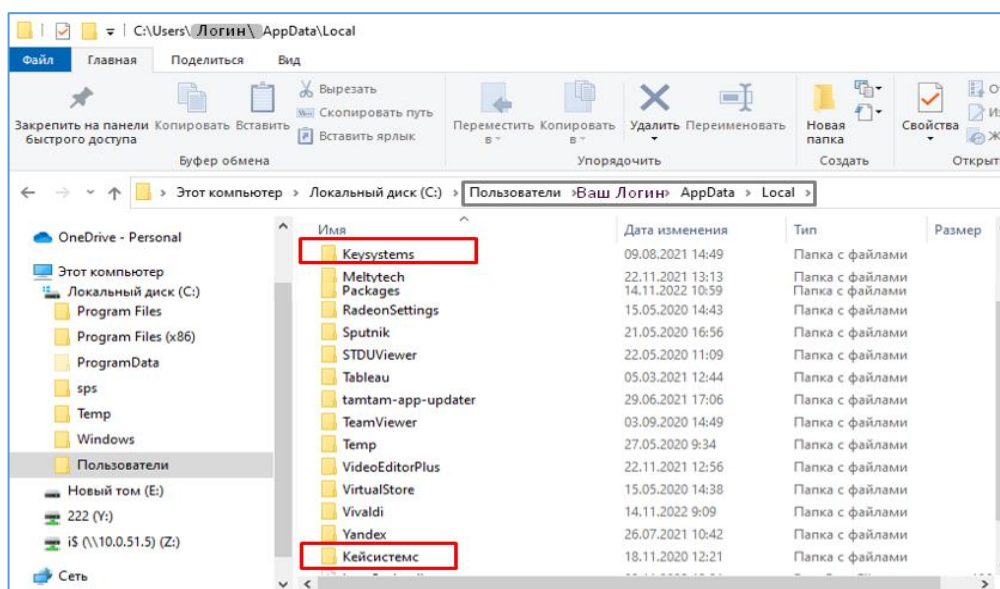 C:\Users\ Логин\ AppData\Local
Файл Главная Поделиться Вид
Закрепить на панели быстрого доступа
Копировать
Вставить
Вырезать
Скопировать путь
Вставить ярлык
Буфер обмена
Переместить в
Копировать в
Удалить
Переименовать
Упорядочить
Новая папка
Создать
Свойства
Открыт
Этот компьютер › Локальный диск (C:) › Пользователи › Ваш Логин › AppData › Local ›
Имя Дата изменения Тип Размер
OneDrive - Personal
Этот компьютер
Локальный диск (C:)
Program Files
Program Files (x86)
ProgramData
sps
Temp
Windows
Пользователи
Новый том (E:)
222 (Y:)
i$ (\\10.0.51.5) (Z:)
Сеть
Keysystems 09.08.2021 14:49 Папка с файлами
Meltytech 22.11.2021 13:13 Папка с файлами
Packages 14.11.2022 10:59 Папка с файлами
RadeonSettings 15.05.2020 14:43 Папка с файлами
Sputnik 21.05.2020 16:56 Папка с файлами
STDUViewer 22.05.2020 11:09 Папка с файлами
Tableau 05.03.2021 12:44 Папка с файлами
tamtam-app-updater 29.06.2021 17:06 Папка с файлами
TeamViewer 03.09.2020 14:49 Папка с файлами
Temp 27.05.2020 9:34 Папка с файлами
VideoEditorPlus 22.11.2021 12:56 Папка с файлами
VirtualStore 15.05.2020 14:38 Папка с файлами
Vivaldi 14.11.2022 9:09 Папка с файлами
Yandex 26.07.2021 10:42 Папка с файлами
Кейсистемс 18.11.2020 12:21 Папка с файлами